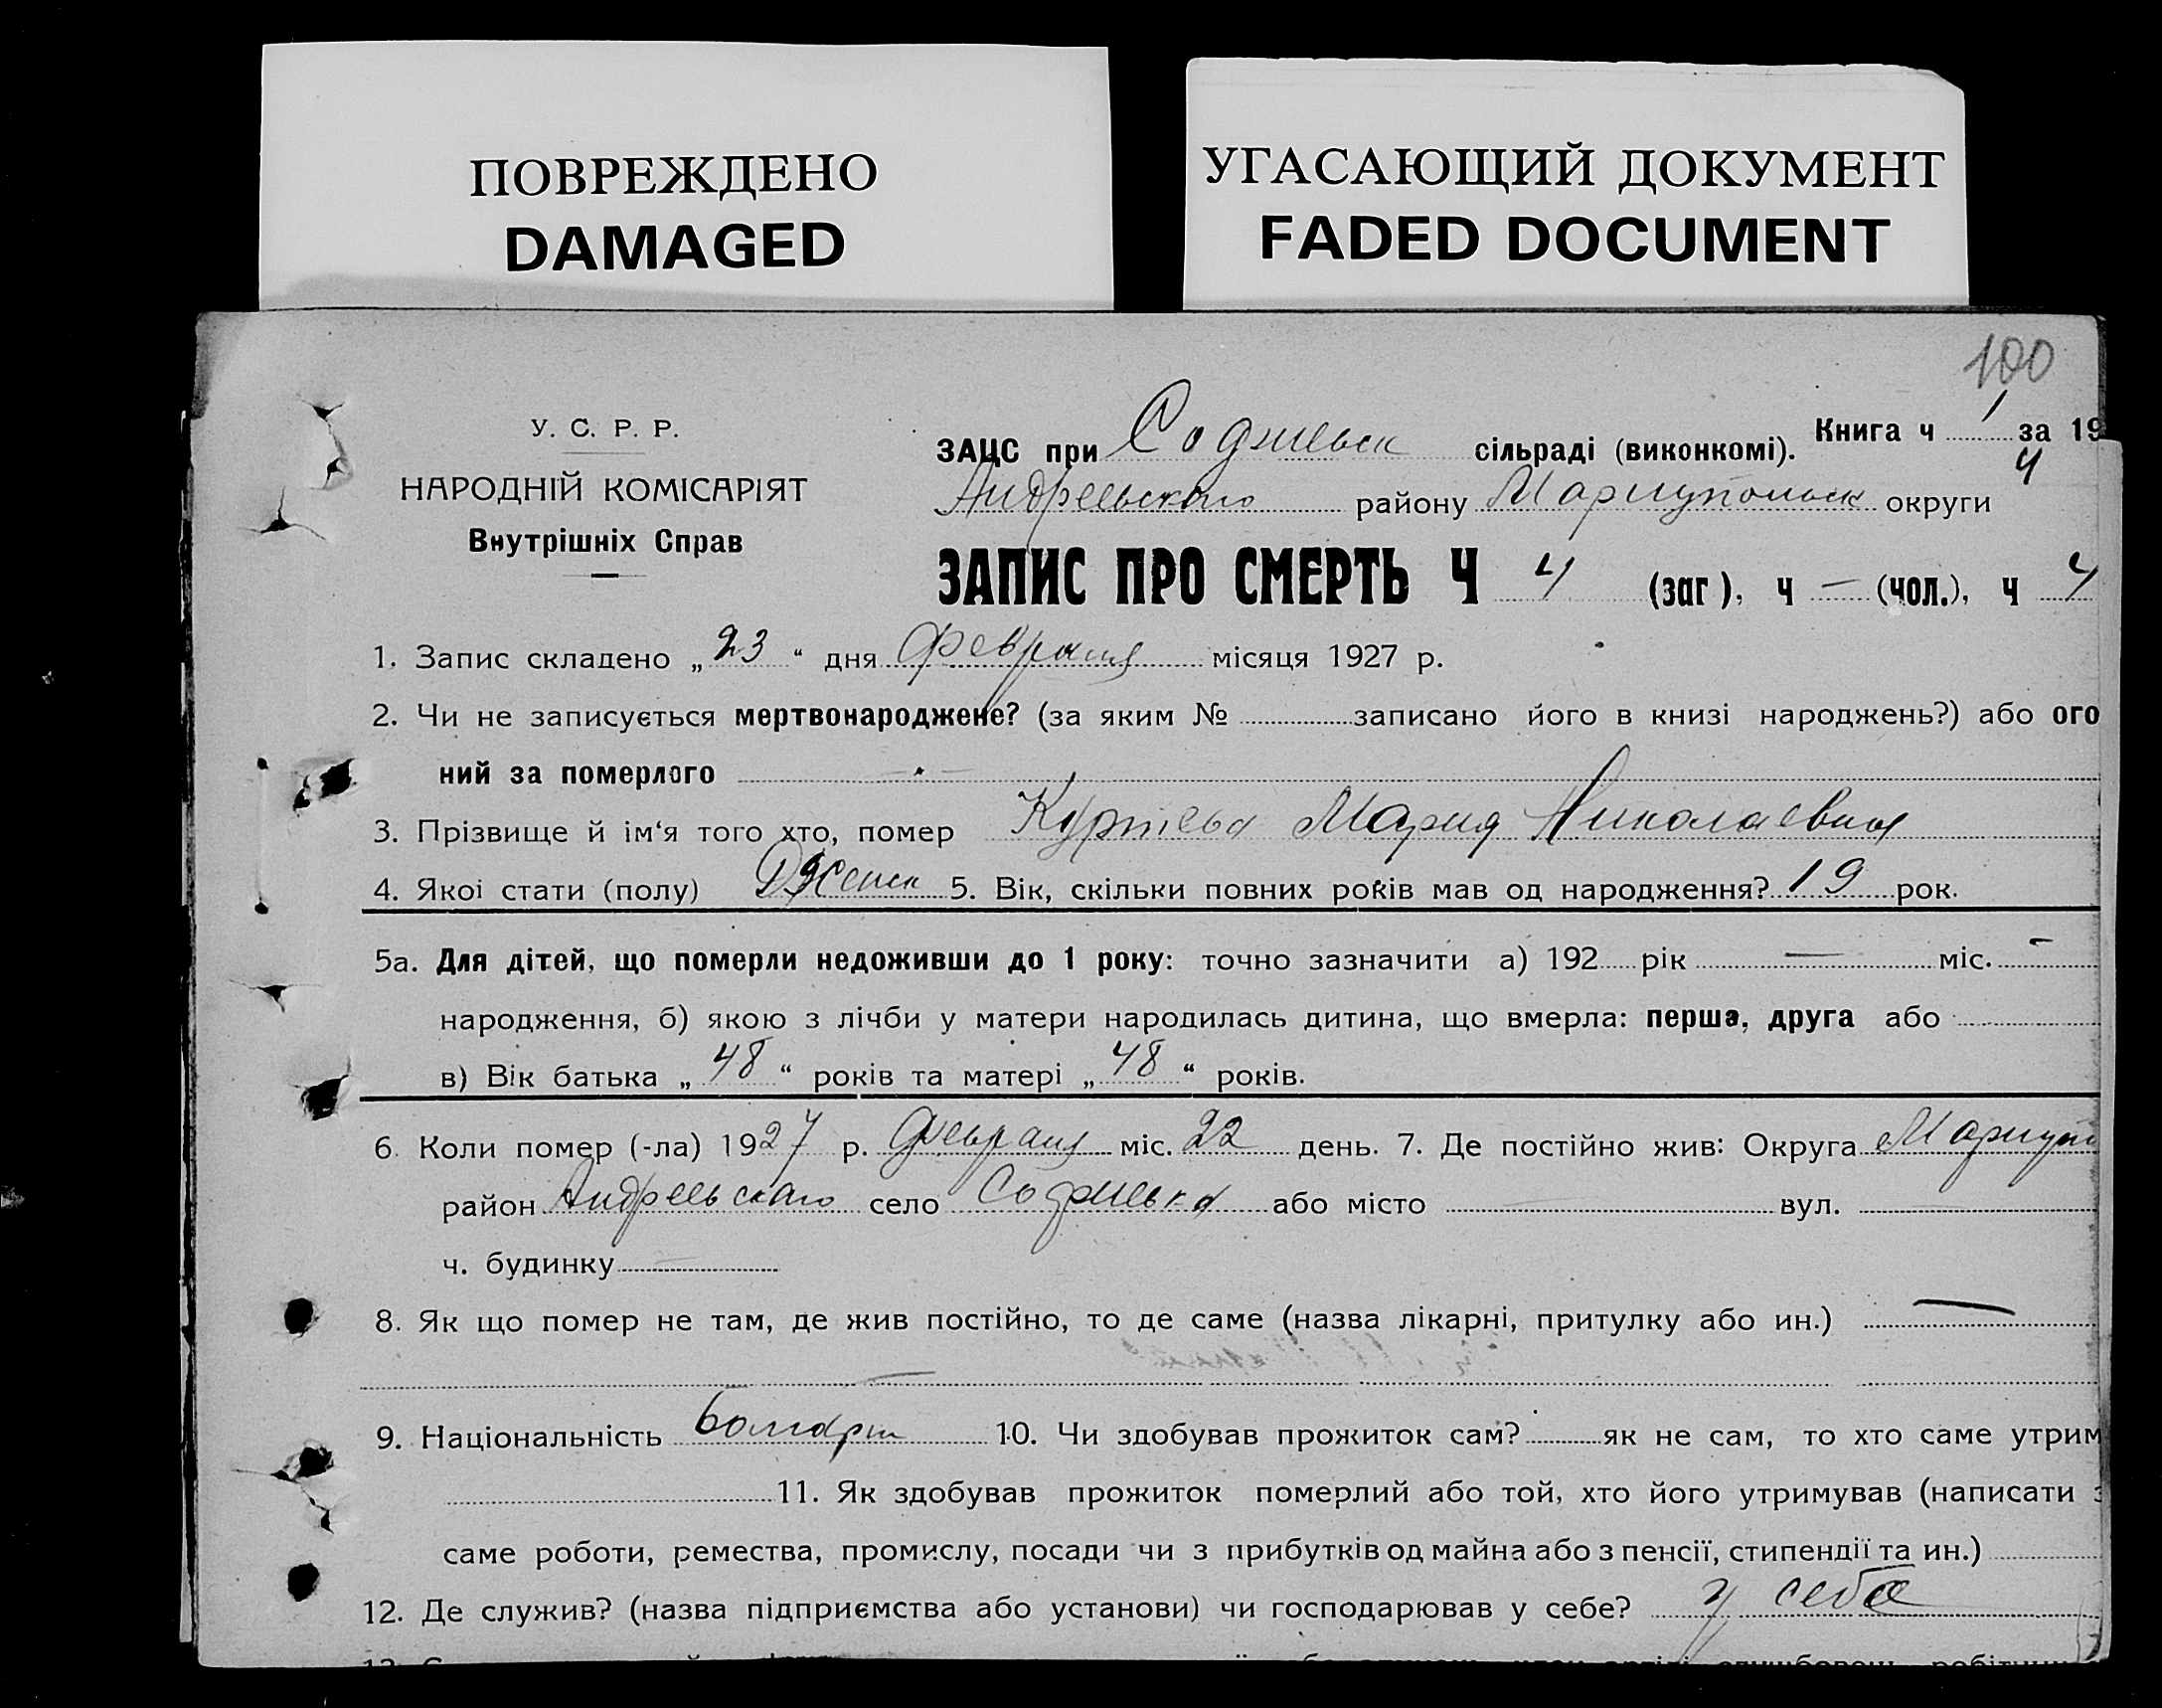 ПОВРЕЖДЕНО
DAMAGED
УГАСАЮЩИЙ ДОКУМЕНТ
FADED DOCUMENT
100
У. С. Р. Р.
НАРОДНІЙ КОМІСАРІЯТ
Внутрішніх Справ
Книга ч 1 за 19
ЗАЦС при сільраді (виконкомі).
Андреевского району Мариупольск округи
ЗАПИС ПРО СМЕРТЬ Ч 4 (заг), ч — (чол.), ч 4
1. Запис складено „23“ дня Февраля місяця 1927 р.
2. Чи не записується мертвонароджене? (за яким № записано його в книзі народжень?) або ого
ний за померлого —
3. Прізвище й ім‘я того хто, помер Куртева Мария Николаевна
4. Якої стати (полу) Женск 5. Вік, скільки повних років мав од народження? 19 рок.
5а. Для дітей, що померли недоживши до 1 року: точно зазначити а) 192 рік — міс. —
народження, б) якою з лічби у матери народилась дитина, що вмерла: перша, друга або
в) Вік батька „48“ років та матері „48“ років.
6. Коли помер (-ла) 1927 р. Февраля міс. 22 день. 7. Де постійно жив: Округа Мариуп
район Андреевскаго село або місто — вул. —
ч. будинку —
8. Як що помер не там, де жив постійно, то де саме (назва лікарні, притулку або ин.) —
9. Національність Болгарк 10. Чи здобував прожиток сам? як не сам, то хто саме утрим
11. Як здобував прожиток померлий або той, хто його утримував (написати з
саме роботи, ремества, промислу, посади чи з прибутків од майна або з пенсії, стипендії та ин.)
12. Де служив? (назва підприємства або установи) чи господарював у себе? у себе